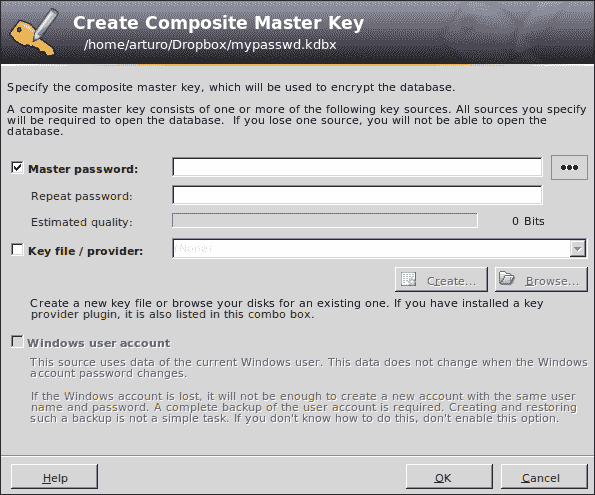 Create Composite Master Key
/home/arturo/Dropbox/mypasswd.kdbx
Specify the composite master key, which will be used to encrypt the database.
A composite master key consists of one or more of the following key sources. All sources you specify
will be required to open the database.  If you lose one source, you will not be able to open the
database.
Master password:
Repeat password:
Estimated quality: 0 Bits
Key file / provider: (None)
Create... Browse...
Create a new key file or browse your disks for an existing one. If you have installed a key
provider plugin, it is also listed in this combo box.
Windows user account
This source uses data of the current Windows user. This data does not change when the Windows
account password changes.
If the Windows account is lost, it will not be enough to create a new account with the same user
name and password. A complete backup of the user account is required. Creating and restoring
such a backup is not a simple task. If you don't know how to do this, don't enable this option.
Help OK Cancel